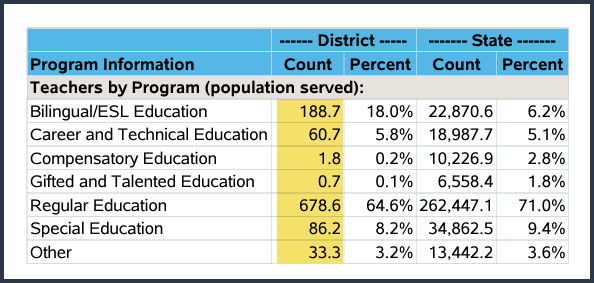 ------ District ----- ------- State -------
Program Information Count Percent Count Percent
Teachers by Program (population served):
Bilingual/ESL Education 188.7 18.0% 22,870.6 6.2%
Career and Technical Education 60.7 5.8% 18,987.7 5.1%
Compensatory Education 1.8 0.2% 10,226.9 2.8%
Gifted and Talented Education 0.7 0.1% 6,558.4 1.8%
Regular Education 678.6 64.6% 262,447.1 71.0%
Special Education 86.2 8.2% 34,862.5 9.4%
Other 33.3 3.2% 13,442.2 3.6%